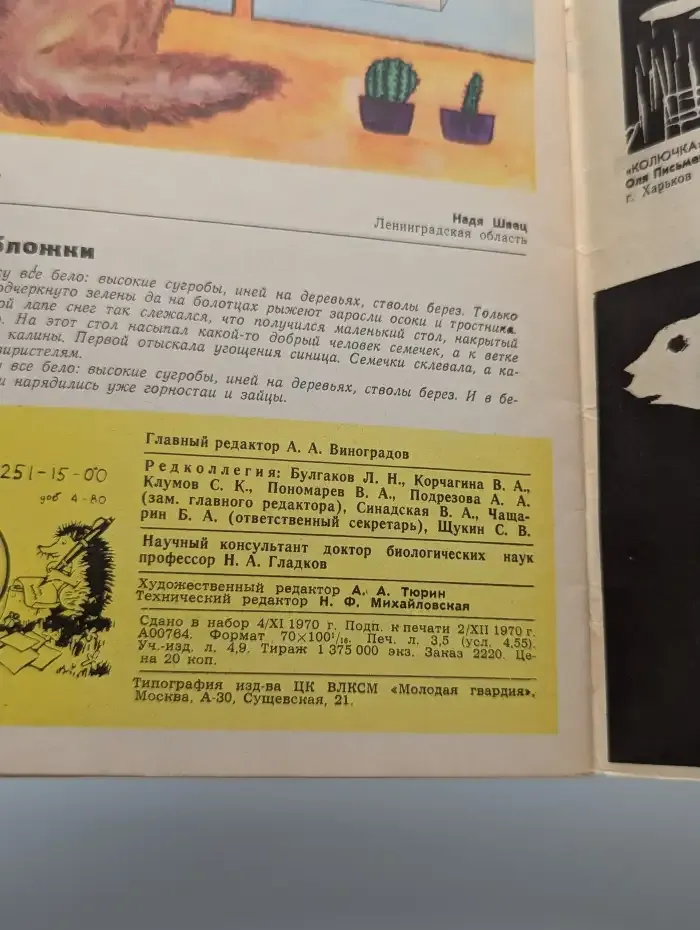 Надя Швец
Ленинградская область
«КОЛЮЧКА»
Оля Письме
г. Харьков
бложки
су все бело: высокие сугробы, иней на деревьях, стволы берез. Только
одчеркнуто зелены да на болотцах рыжеют заросли осоки и тростника.
ой лапе снег так слежался, что получился маленький стол, накрытый
. На этот стол насыпал какой-то добрый человек семечек, а к ветке
калины. Первой отыскала угощения синица. Семечки склевала, а ка-
виристелям.
у все бело: высокие сугробы, иней на деревьях, стволы берез. И в бе-
и нарядились уже горностаи и зайцы.
251-15-00
доб 4-80
Главный редактор А. А. Виноградов
Редколлегия: Булгаков Л. Н., Корчагина В. А.,
Клумов С. К., Пономарев В. А., Подрезова А. А.
(зам. главного редактора), Синадская В. А., Чаща-
рин Б. А. (ответственный секретарь), Щукин С. В.
Научный консультант доктор биологических наук
профессор Н. А. Гладков
Художественный редактор А. А. Тюрин
Технический редактор Н. Ф. Михайловская
Сдано в набор 4/XI 1970 г. Подп. к печати 2/XII 1970 г.
А00764. Формат 70×100¹/₁₆. Печ. л. 3,5 (усл. 4,55).
Уч.-изд. л. 4,9. Тираж 1 375 000 экз. Заказ 2220. Це-
на 20 коп.
Типография изд-ва ЦК ВЛКСМ «Молодая гвардия».
Москва, А-30, Сущевская, 21.